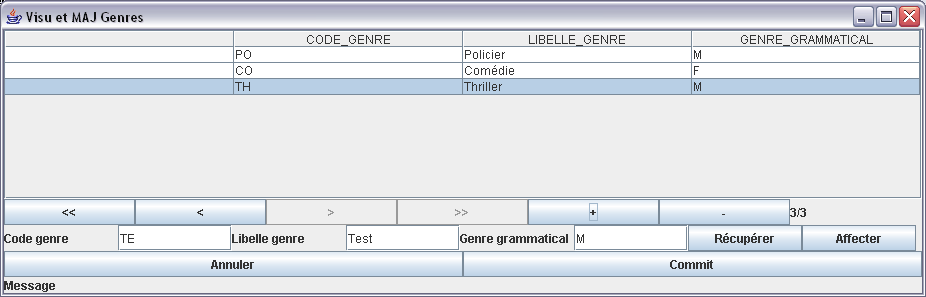 Visu et MAJ Genres
CODE_GENRE LIBELLE_GENRE GENRE_GRAMMATICAL
PO Policier M
CO Comédie F
TH Thriller M
<< < > >> + - 3/3
Code genre TE Libelle genre Test Genre grammatical M Récupérer Affecter
Annuler Commit
Message